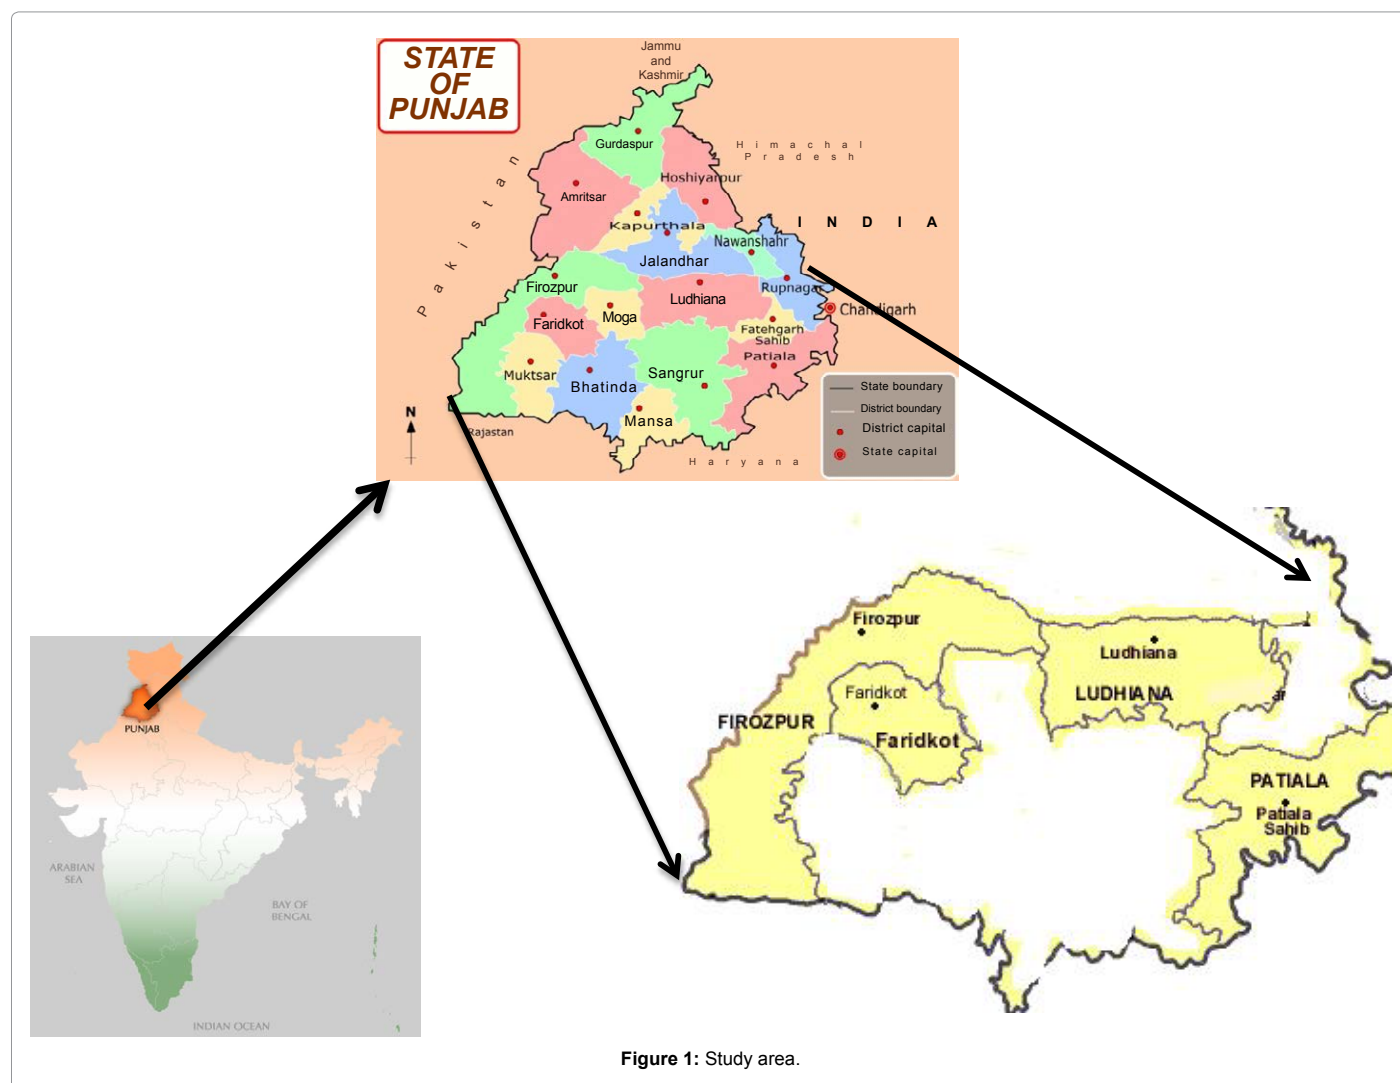 STATE
OF
PUNJAB
Jammu
and
Kashmir
Himachal
Pradesh
Pakistan
INDIA
Gurdaspur
Hoshiyarpur
Amritsar
Kapurthala
Nawanshahr
Jalandhar
Firozpur
Rupnagar
Ludhiana
Moga
Chandigarh
Faridkot
Fatehgarh
Sahib
Patiala
Muktsar
Sangrur
Bhatinda
Mansa
N
Rajastan
Haryana
State boundary
District boundary
District capital
State capital
Firozpur
Ludhiana
Faridkot
LUDHIANA
ar
FIROZPUR
Faridkot
PATIALA
Patiala
Sahib
PUNJAB
ARABIAN
SEA
BAY OF
BENGAL
INDIAN OCEAN
Figure 1: Study area.